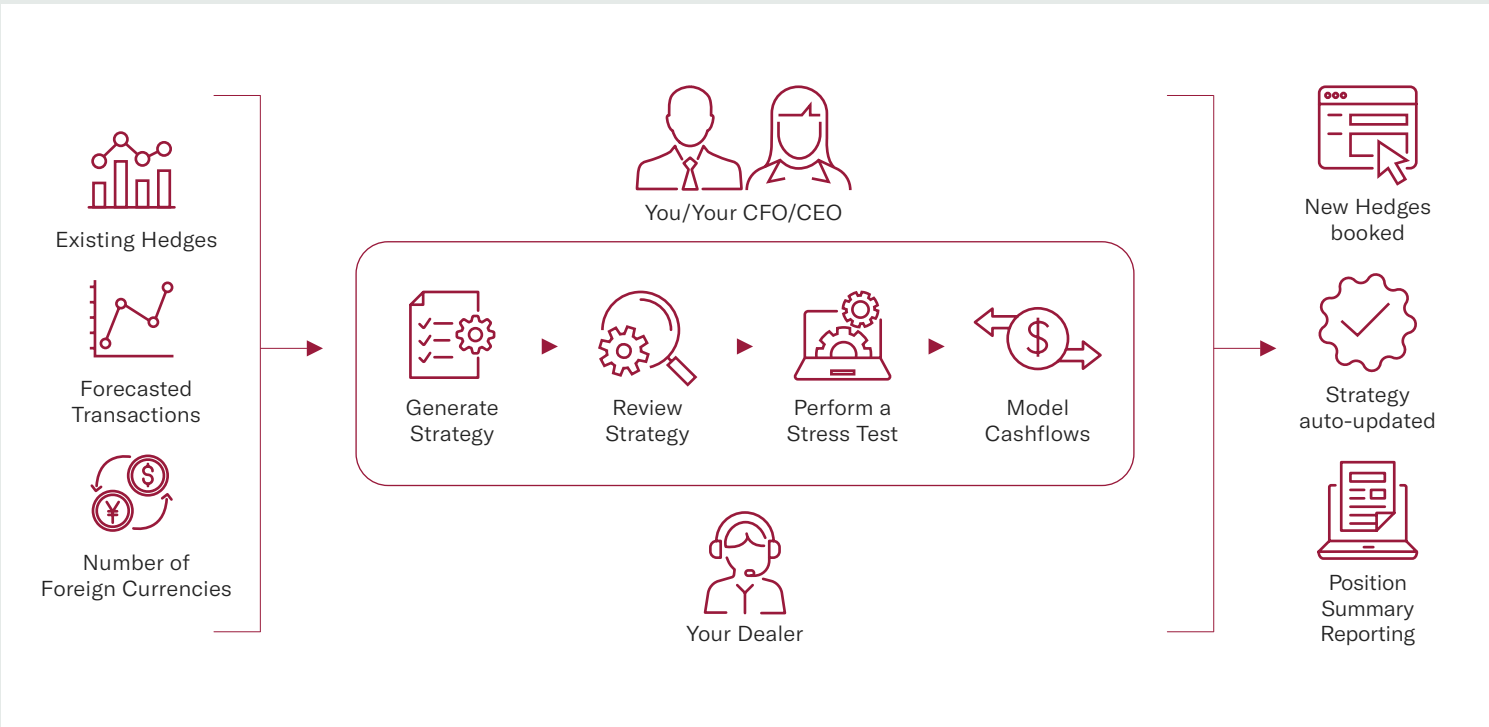 Existing Hedges
Forecasted
Transactions
Number of
Foreign Currencies
You/Your CFO/CEO
Generate
Strategy
Review
Strategy
Perform a
Stress Test
Model
Cashflows
Your Dealer
New Hedges
booked
Strategy
auto-updated
Position
Summary
Reporting